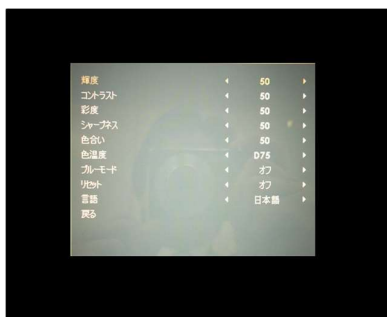 輝度 50
コントラスト 50
彩度 50
シャープネス 50
色合い 50
色温度 D75
ブルーモード オフ
リセット オフ
言語 日本語
戻る